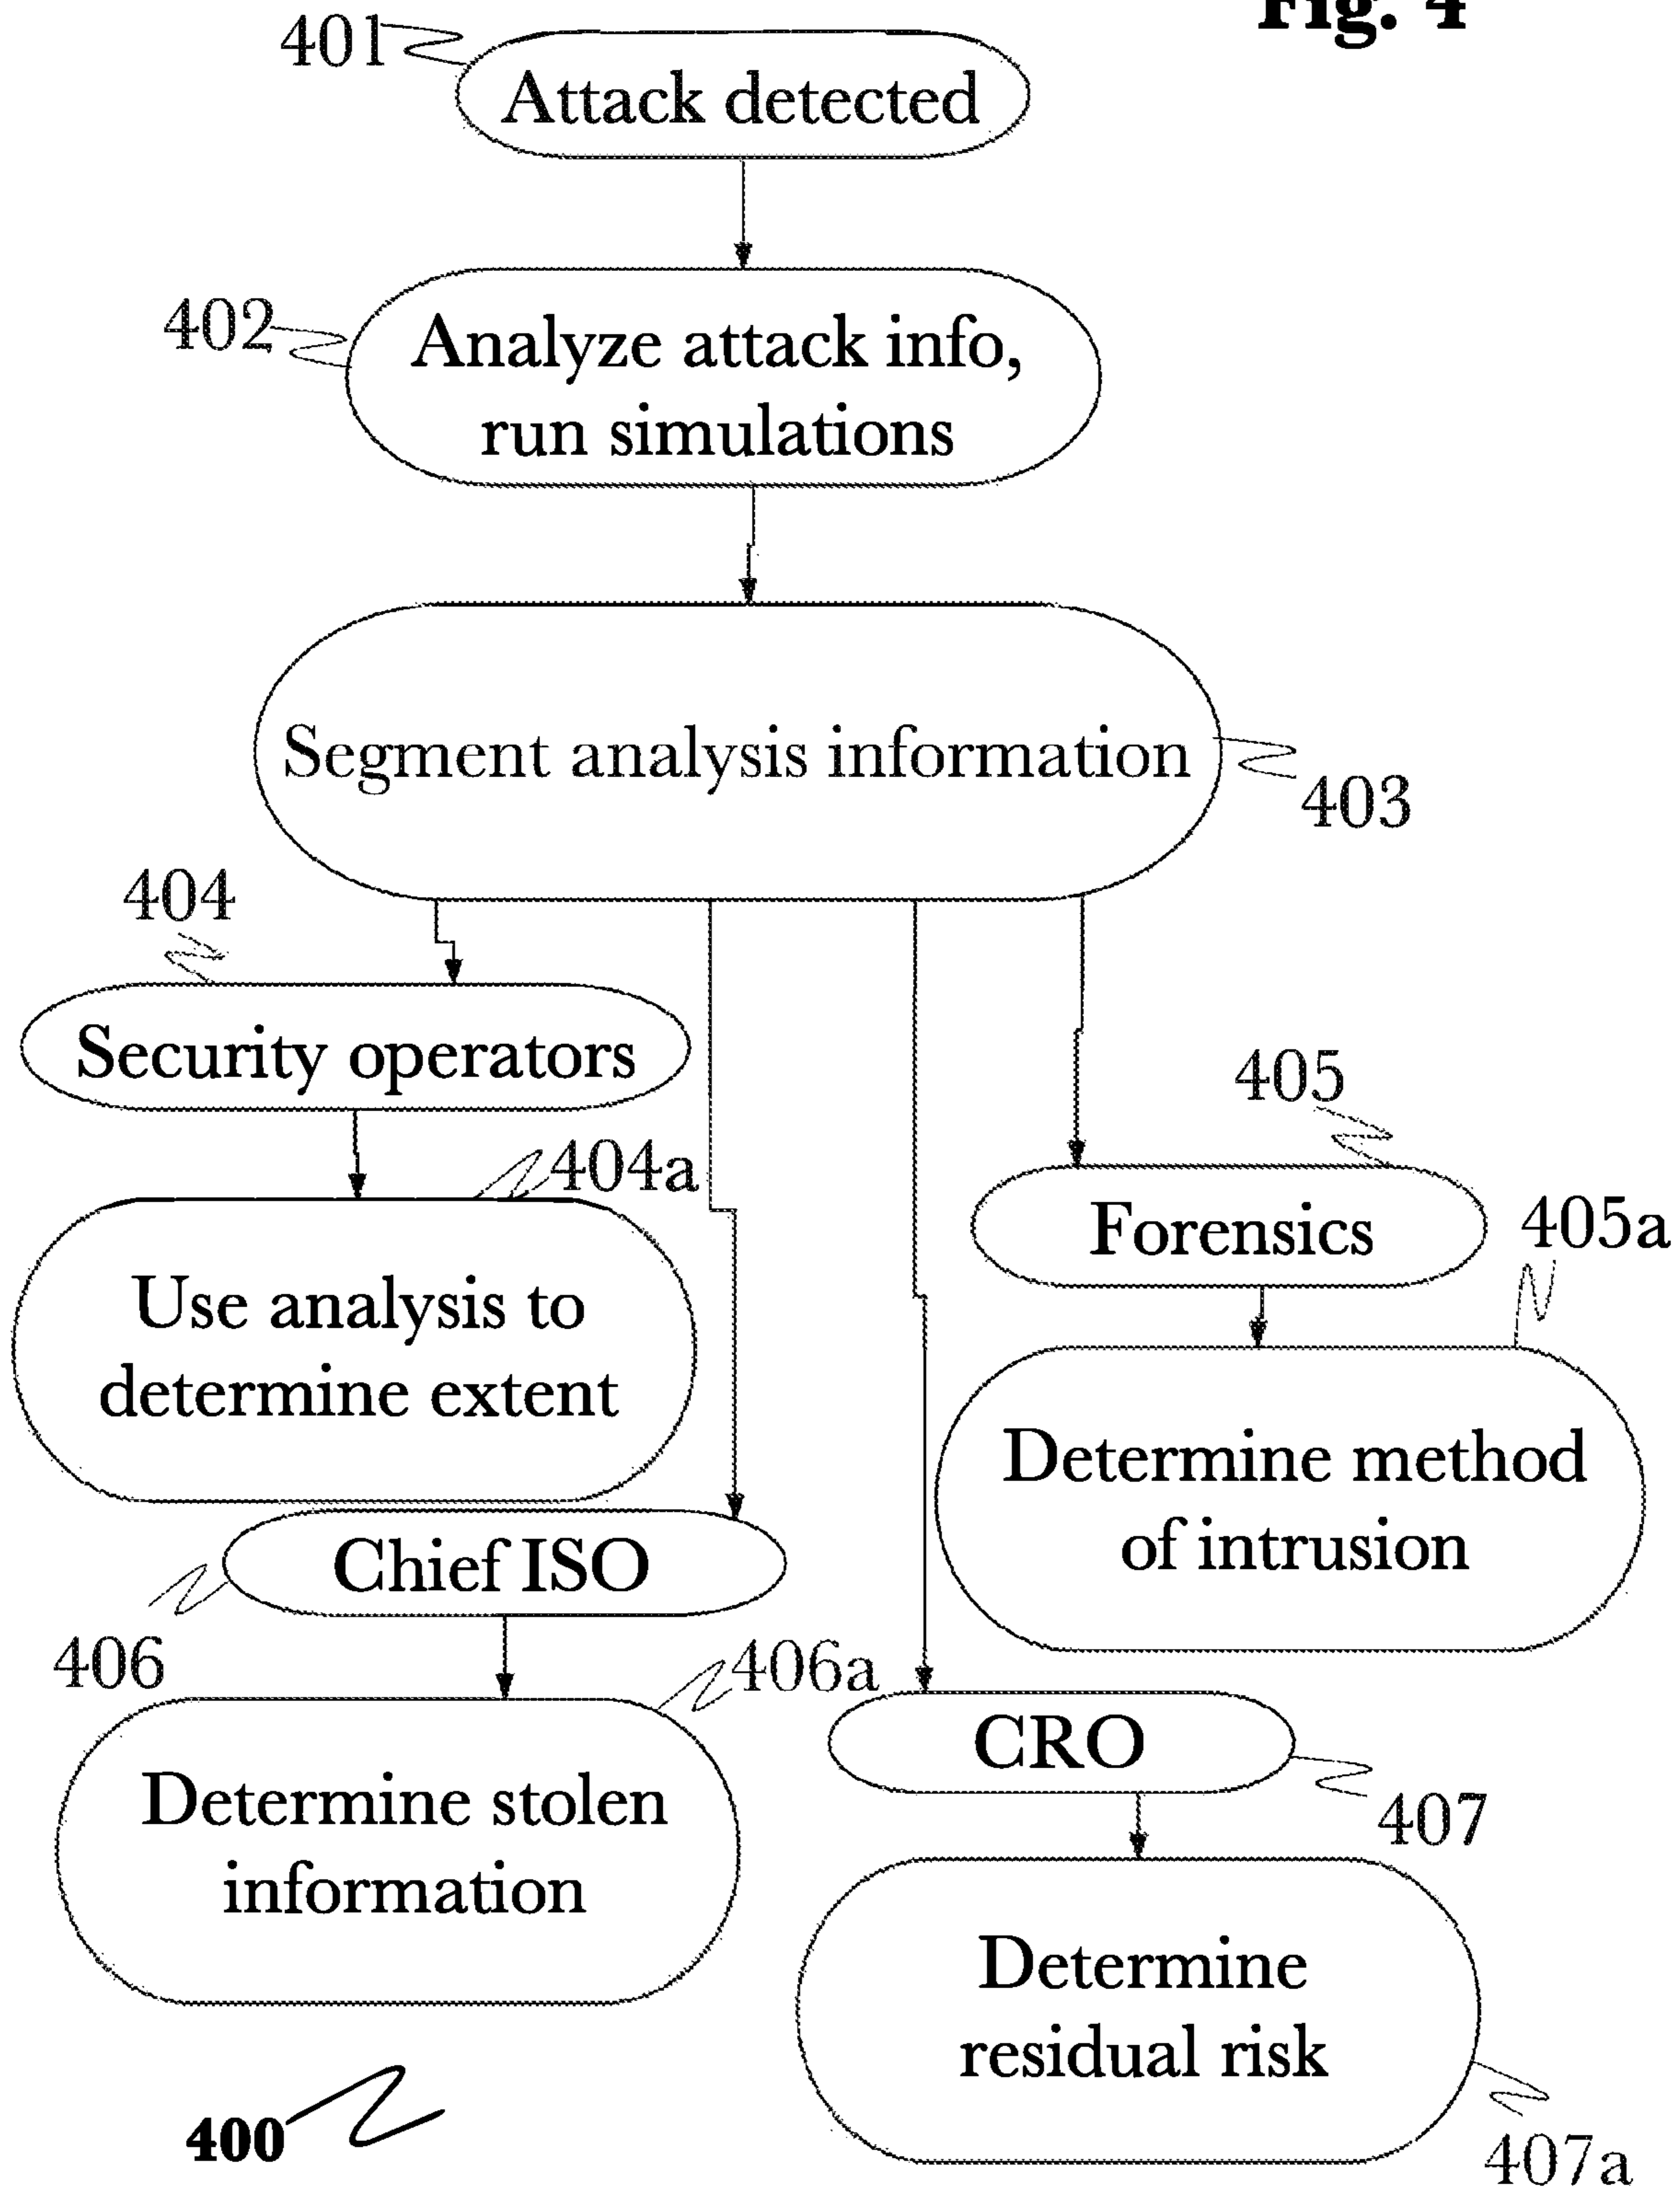 Fig. 4
401
Attack detected
402
Analyze attack info,
run simulations
Segment analysis information
403
404
Security operators
404a
Use analysis to
determine extent
405
Forensics
405a
Determine method
of intrusion
Chief ISO
406
406a
Determine stolen
information
CRO
407
Determine
residual risk
407a
400